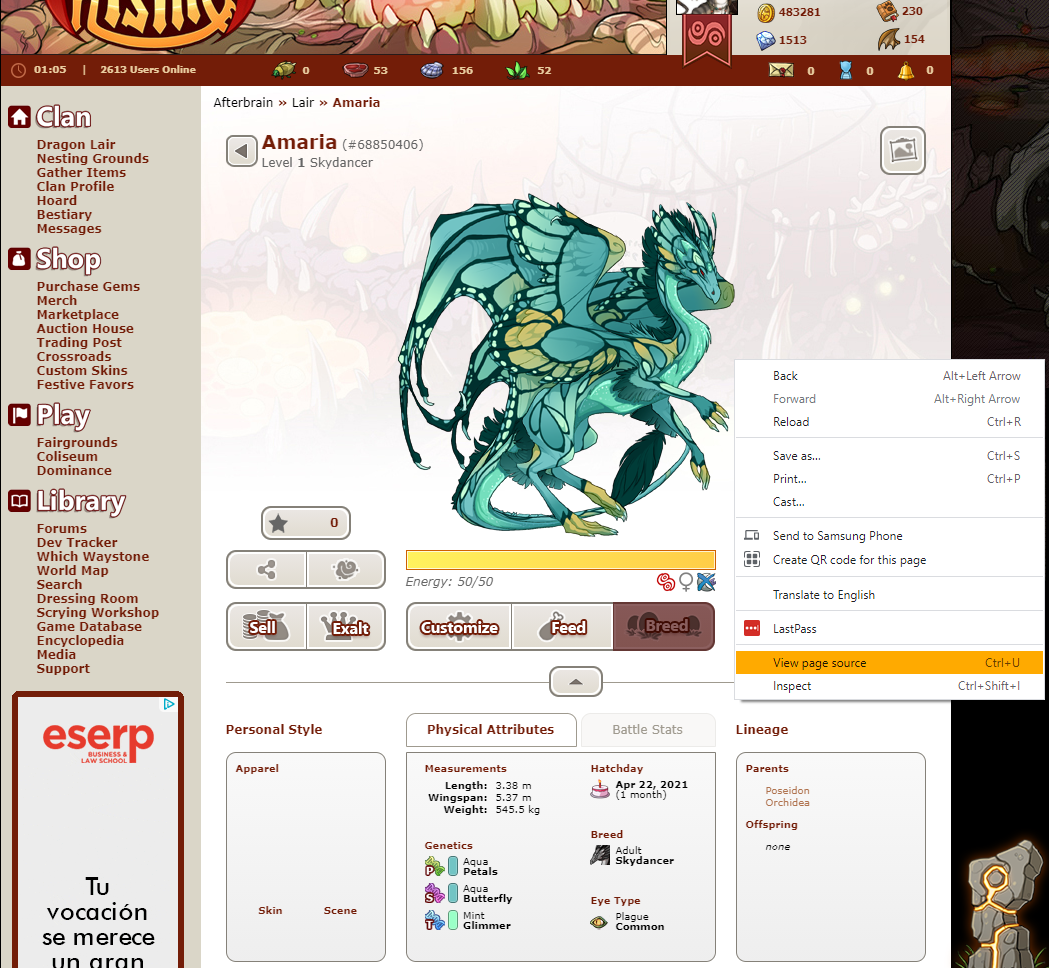 483281
230
1513
154
01:05 | 2613 Users Online
0
53
156
52
0
0
0
Clan
Dragon Lair
Nesting Grounds
Gather Items
Clan Profile
Hoard
Bestiary
Messages
Shop
Purchase Gems
Merch
Marketplace
Auction House
Trading Post
Crossroads
Custom Skins
Festive Favors
Play
Fairgrounds
Coliseum
Dominance
Library
Forums
Dev Tracker
Which Waystone
World Map
Search
Dressing Room
Scrying Workshop
Game Database
Encyclopedia
Media
Support
eserp
BUSINESS &
LAW SCHOOL
Tu
vocación
se merece
un gran
Afterbrain » Lair » Amaria
Amaria (#68850406)
Level 1 Skydancer
0
Energy: 50/50
Sell
Exalt
Customize
Feed
Breed
Back Alt+Left Arrow
Forward Alt+Right Arrow
Reload Ctrl+R
Save as... Ctrl+S
Print... Ctrl+P
Cast...
Send to Samsung Phone
Create QR code for this page
Translate to English
LastPass
View page source Ctrl+U
Inspect Ctrl+Shift+I
Personal Style
Apparel
Skin
Scene
Physical Attributes
Battle Stats
Measurements
Length: 3.38 m
Wingspan: 5.37 m
Weight: 545.5 kg
Genetics
P
Aqua
Petals
S
Aqua
Butterfly
T
Mint
Glimmer
Hatchday
Apr 22, 2021
(1 month)
Breed
Adult
Skydancer
Eye Type
Plague
Common
Lineage
Parents
Poseidon
Orchidea
Offspring
none